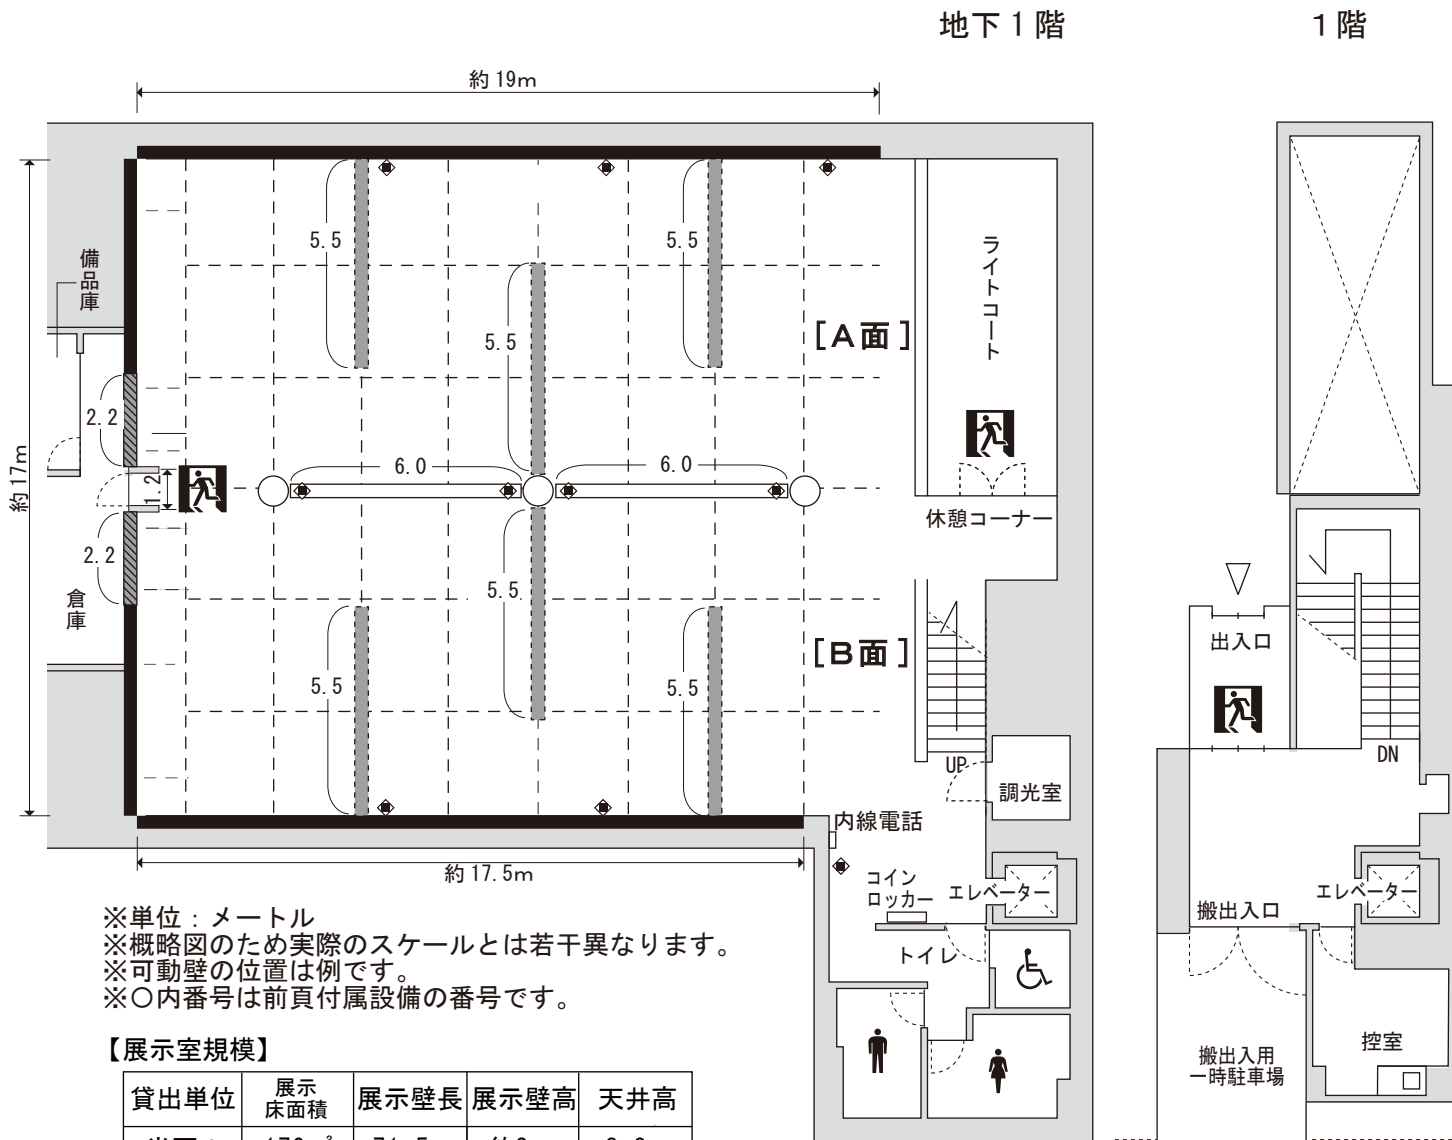 地下1階
1階
約19m
約17m
備品庫
5.5
5.5
5.5
ライトコート
[A面]
2.2
1.2
6.0
6.0
休憩コーナー
2.2
倉庫
5.5
5.5
5.5
[B面]
出入口
UP
DN
調光室
内線電話
約17.5m
コイン
ロッカー
エレベーター
エレベーター
搬出入口
トイレ
控室
搬出入用
一時駐車場
※単位:メートル
※概略図のため実際のスケールとは若干異なります。
※可動壁の位置は例です。
※○内番号は前頁付属設備の番号です。
【展示室規模】
貸出単位 展示床面積 展示壁長 展示壁高 天井高